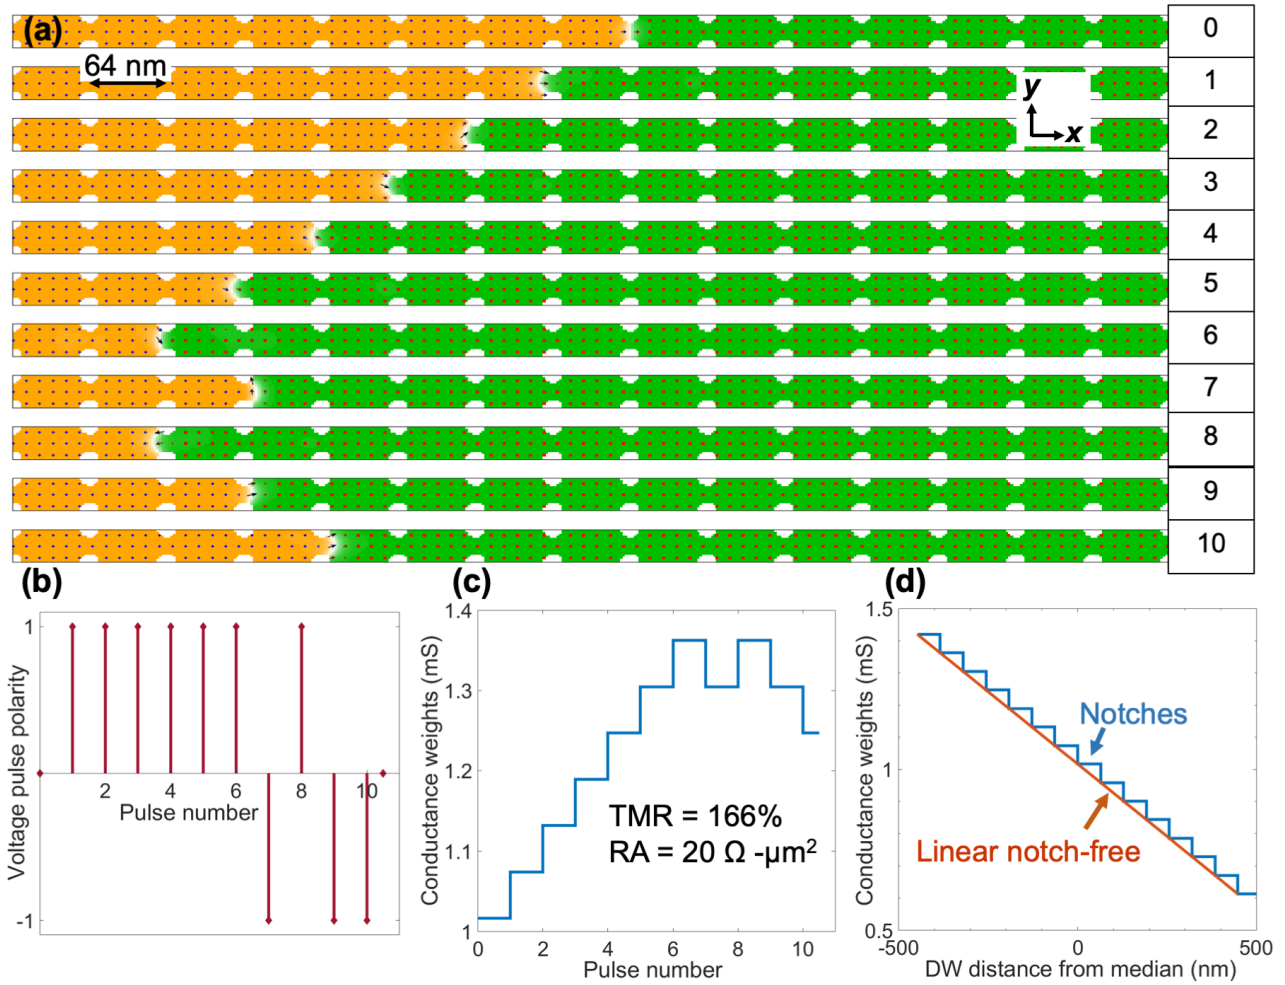 (a)
0
64 nm
1
y
x
2
3
4
5
6
7
8
9
10
(b)
Voltage pulse polarity
1
-1
2
4
6
8
10
Pulse number
(c)
Conductance weights (mS)
1.4
1.3
1.2
1.1
1
TMR = 166%
RA = 20 Ω -µm²
0
2
4
6
8
10
Pulse number
(d)
Conductance weights (mS)
1.5
1
0.5
Notches
Linear notch-free
-500
0
500
DW distance from median (nm)